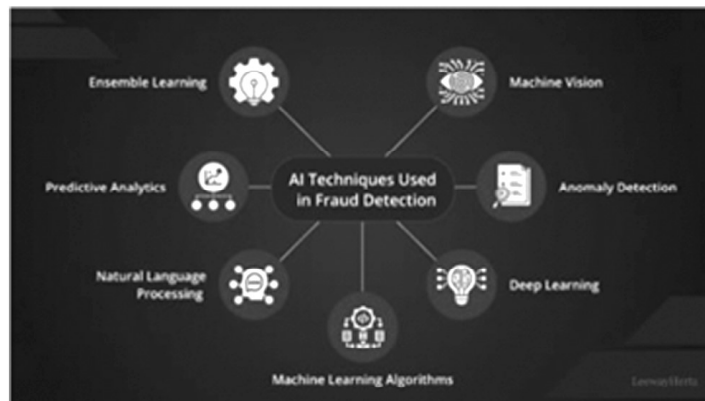 Ensemble Learning
Machine Vision
AI Techniques Used
in Fraud Detection
Predictive Analytics
Anomaly Detection
Natural Language
Processing
Deep Learning
Machine Learning Algorithms
LeewayHertz